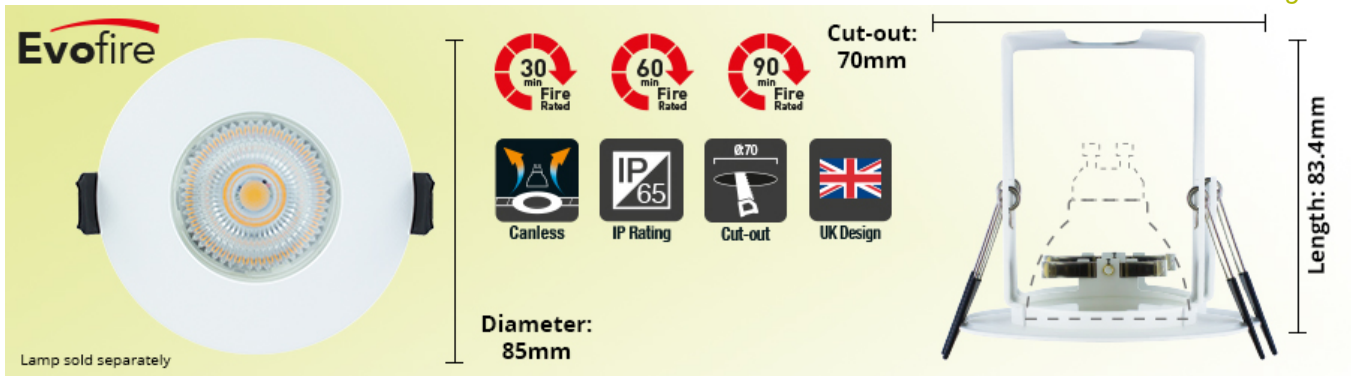 Evofire
30
min
Fire
Rated
60
min
Fire
Rated
90
min
Fire
Rated
Cut-out:
70mm
Canless
IP
65
IP Rating
Ø:70
Cut-out
UK Design
Diameter:
85mm
Length: 83.4mm
Lamp sold separately